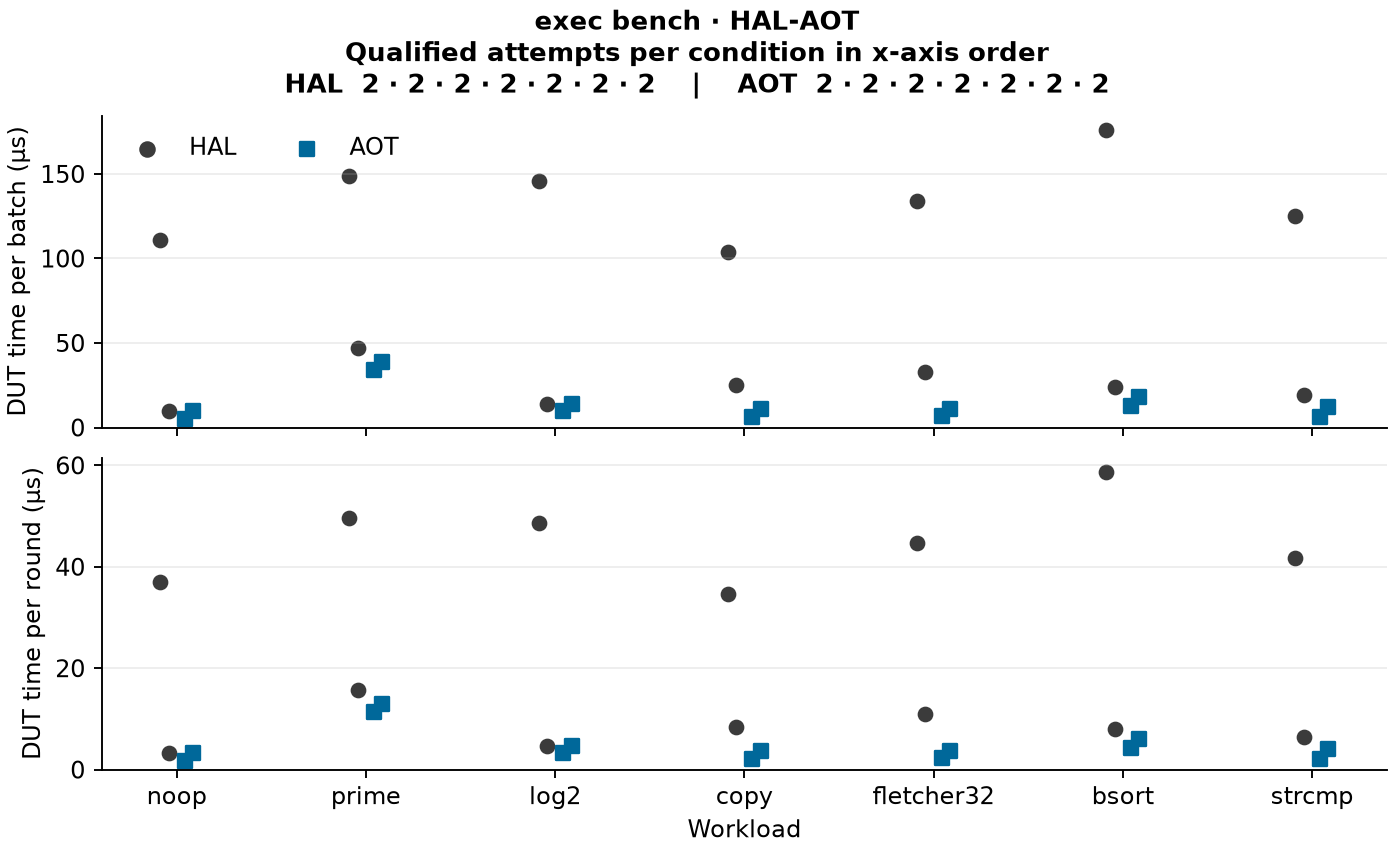 exec bench · HAL-AOT
Qualified attempts per condition in x-axis order
HAL 2 · 2 · 2 · 2 · 2 · 2 · 2 | AOT 2 · 2 · 2 · 2 · 2 · 2 · 2
HAL AOT
DUT time per batch (µs)
150
100
50
0
DUT time per round (µs)
60
40
20
0
noop prime log2 copy fletcher32 bsort strcmp
Workload